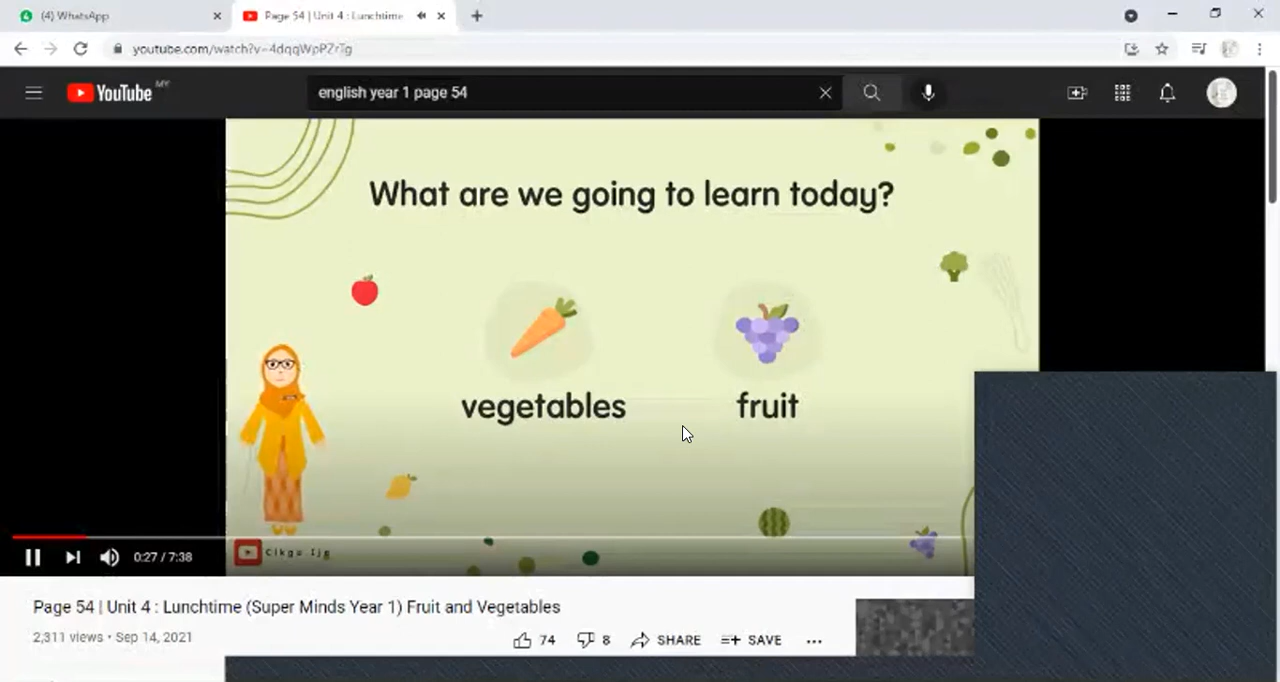 (4) WhatsApp
Page 54 | Unit 4 : Lunchtime
youtube.com/watch?v=4dqqWpPZrTg
YouTube MY
english year 1 page 54
What are we going to learn today?
vegetables fruit
0:27 / 7:38
Cikgu Ijg
Page 54 | Unit 4 : Lunchtime (Super Minds Year 1) Fruit and Vegetables
2,311 views • Sep 14, 2021
74 8 SHARE SAVE